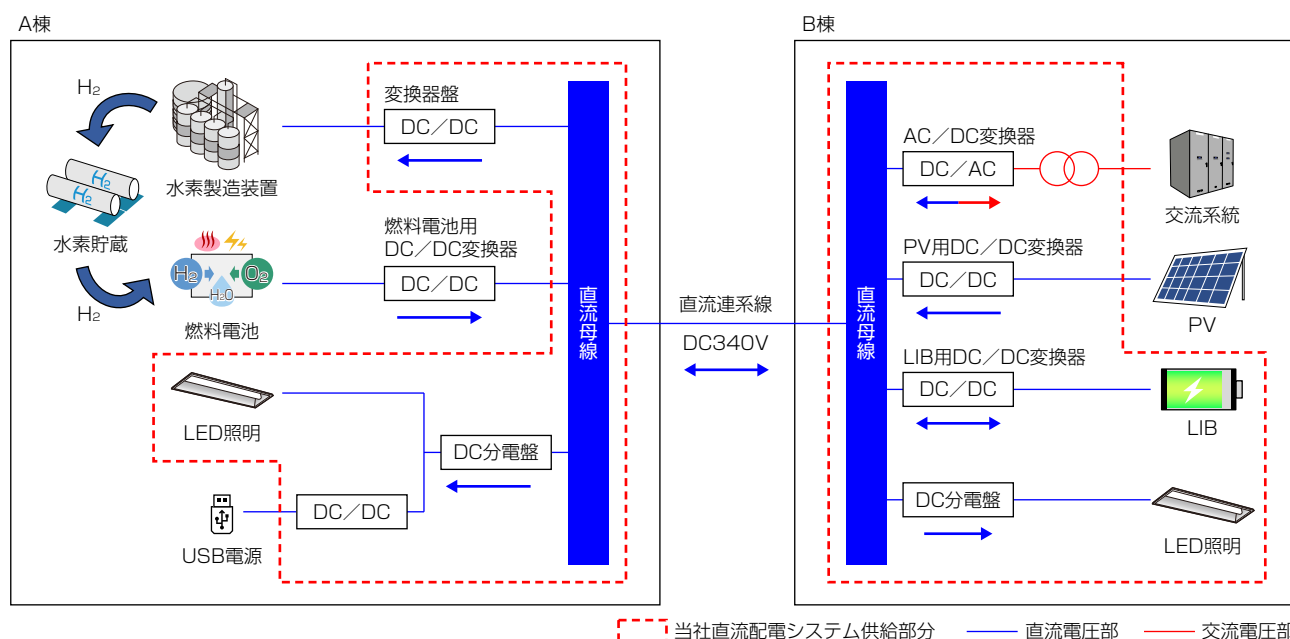 A棟
H₂
変換器盤
DC／DC
水素製造装置
H₂
H₂
水素貯蔵
燃料電池用
DC／DC変換器
DC／DC
H₂
O₂
H₂O
H₂
燃料電池
LED照明
DC分電盤
DC／DC
USB電源
直流母線
直流連系線
DC340V
B棟
直流母線
AC／DC変換器
DC／AC
交流系統
PV用DC／DC変換器
DC／DC
PV
LIB用DC／DC変換器
DC／DC
LIB
DC分電盤
LED照明
当社直流配電システム供給部分
直流電圧部
交流電圧部